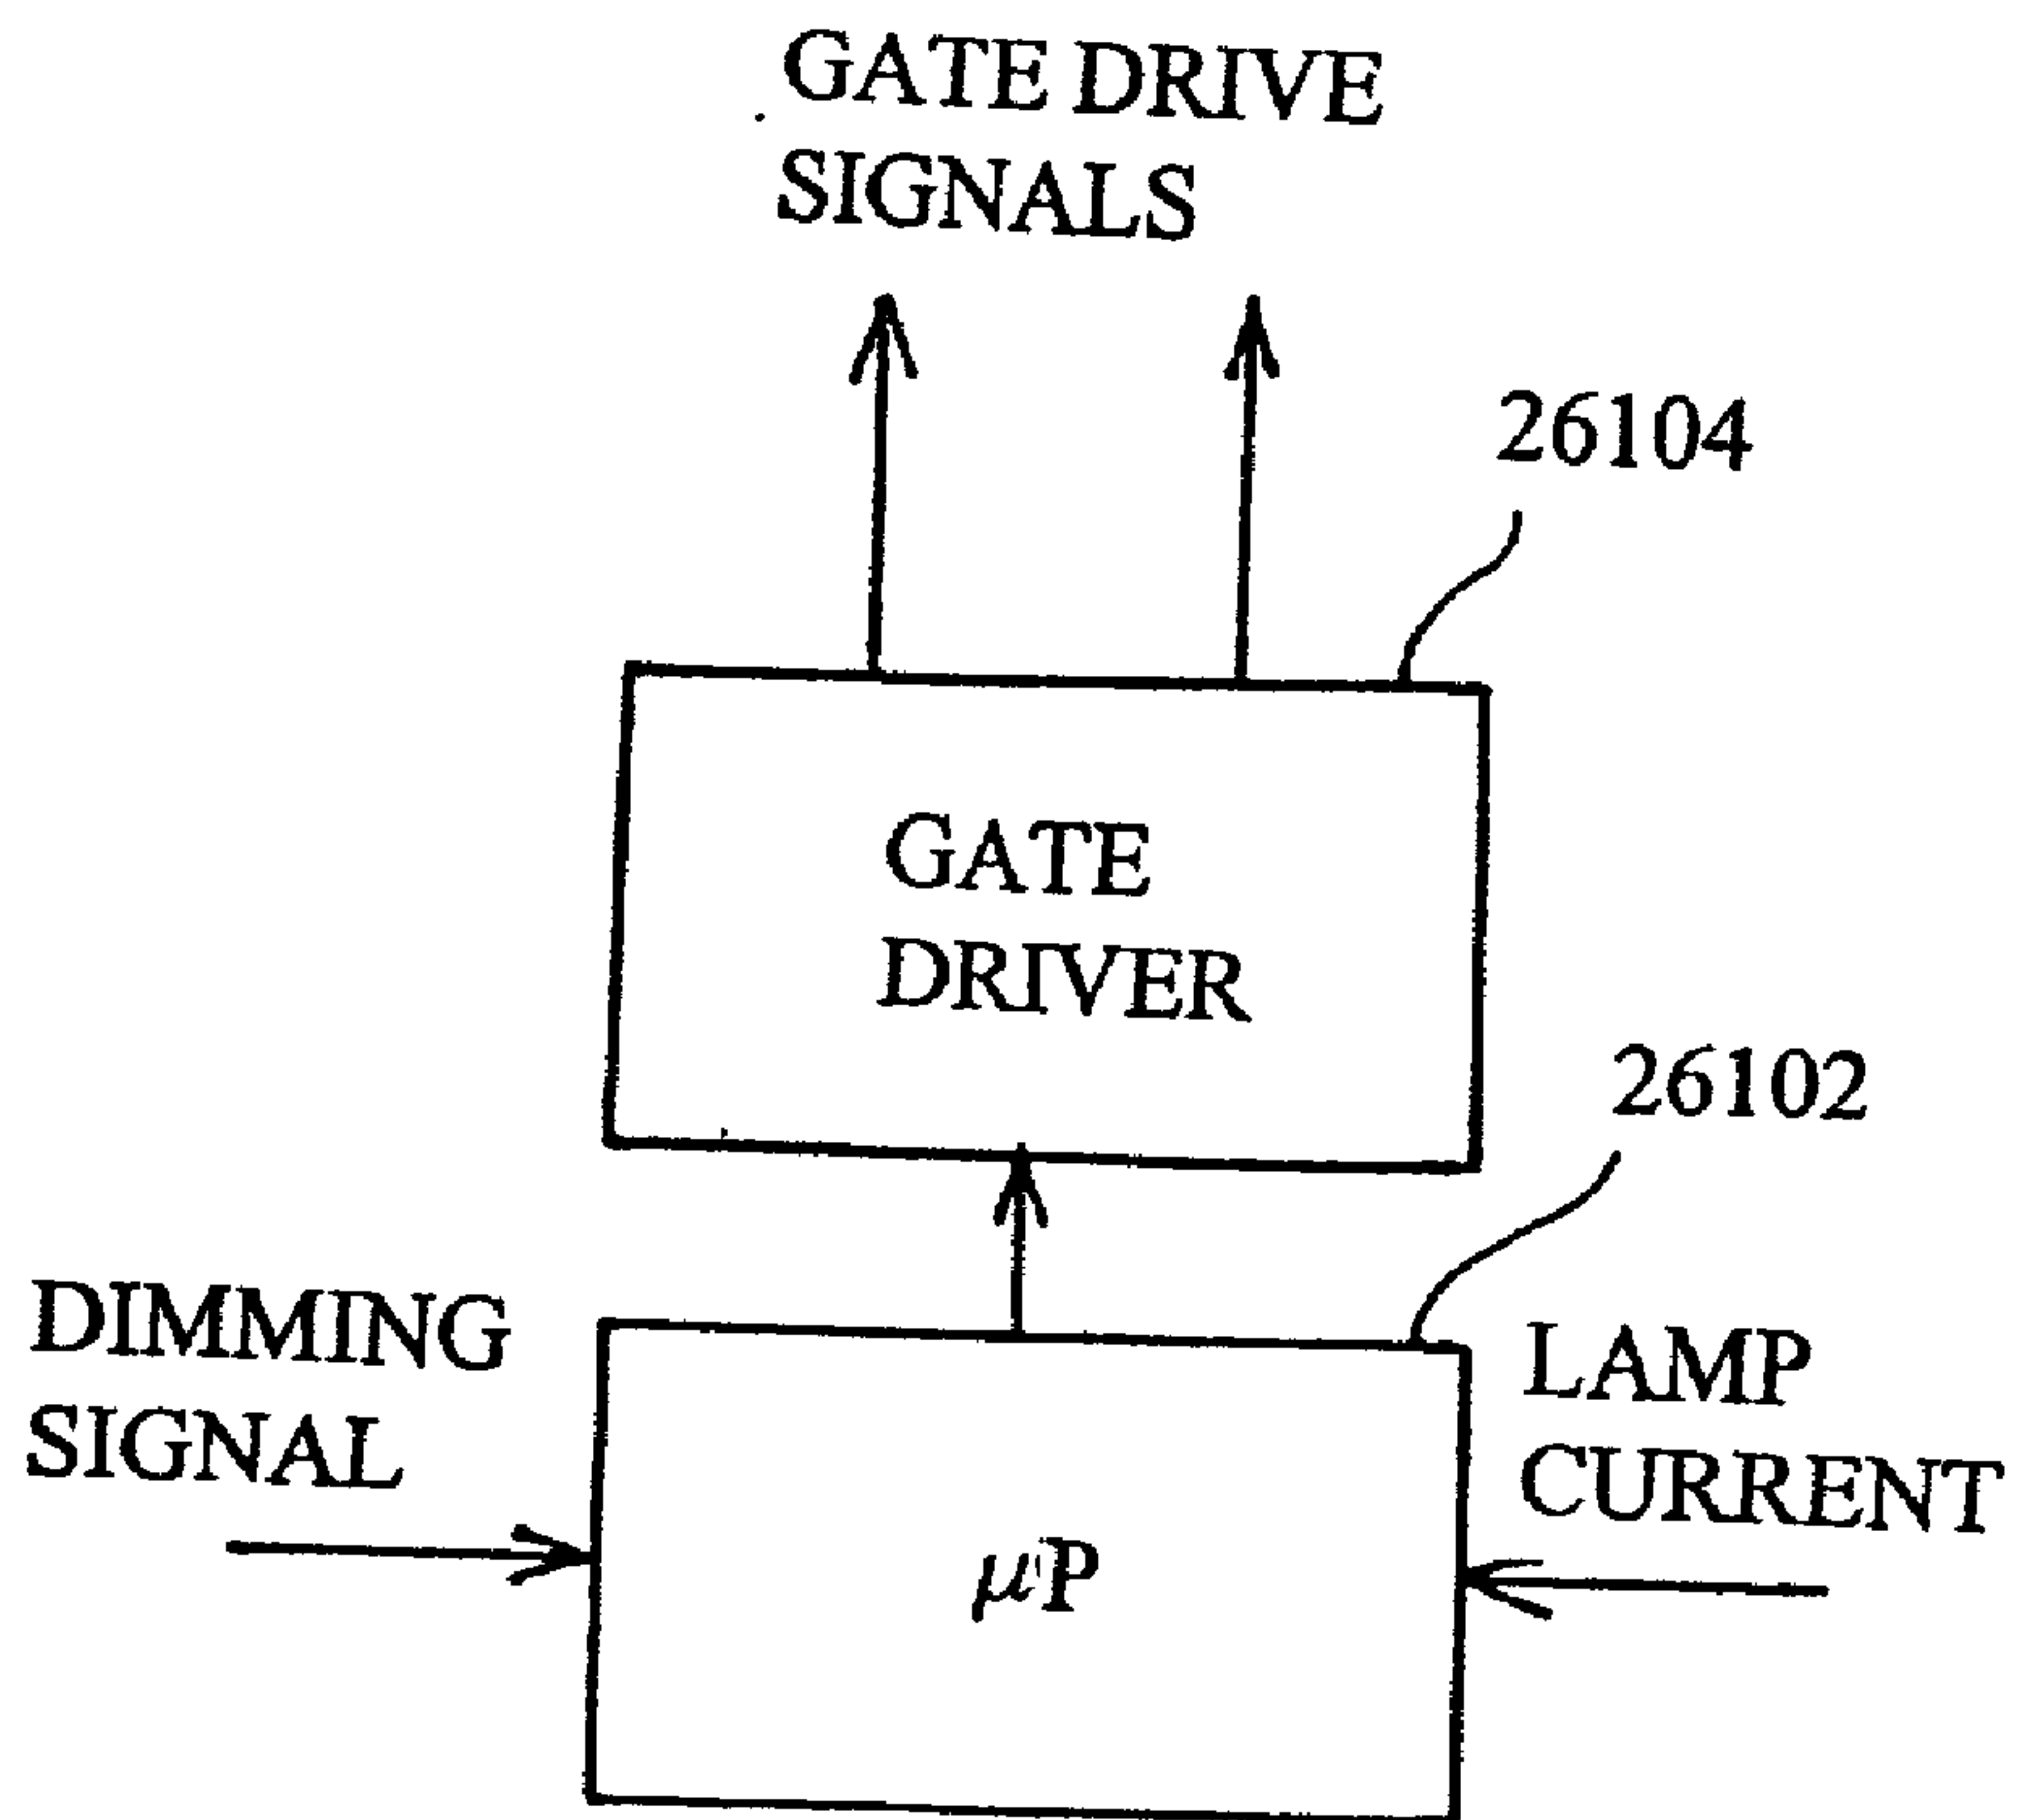 GATE DRIVE
SIGNALS
26104
GATE
DRIVER
26102
DIMMING
SIGNAL
LAMP
CURRENT
μP